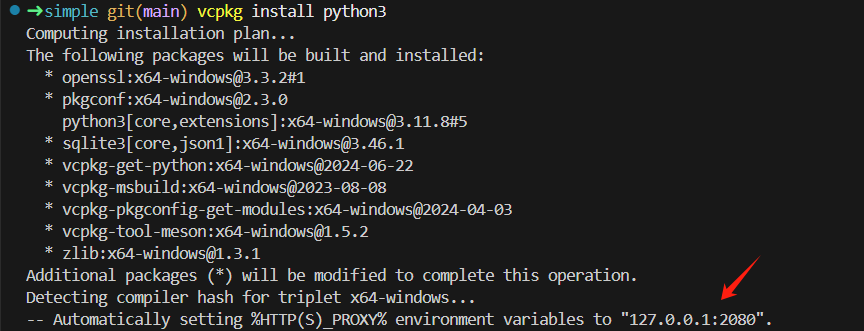 ➜simple git(main) vcpkg install python3
Computing installation plan...
The following packages will be built and installed:
  * openssl:x64-windows@3.3.2#1
  * pkgconf:x64-windows@2.3.0
    python3[core,extensions]:x64-windows@3.11.8#5
  * sqlite3[core,json1]:x64-windows@3.46.1
  * vcpkg-get-python:x64-windows@2024-06-22
  * vcpkg-msbuild:x64-windows@2023-08-08
  * vcpkg-pkgconfig-get-modules:x64-windows@2024-04-03
  * vcpkg-tool-meson:x64-windows@1.5.2
  * zlib:x64-windows@1.3.1
Additional packages (*) will be modified to complete this operation.
Detecting compiler hash for triplet x64-windows...
-- Automatically setting %HTTP(S)_PROXY% environment variables to "127.0.0.1:2080".